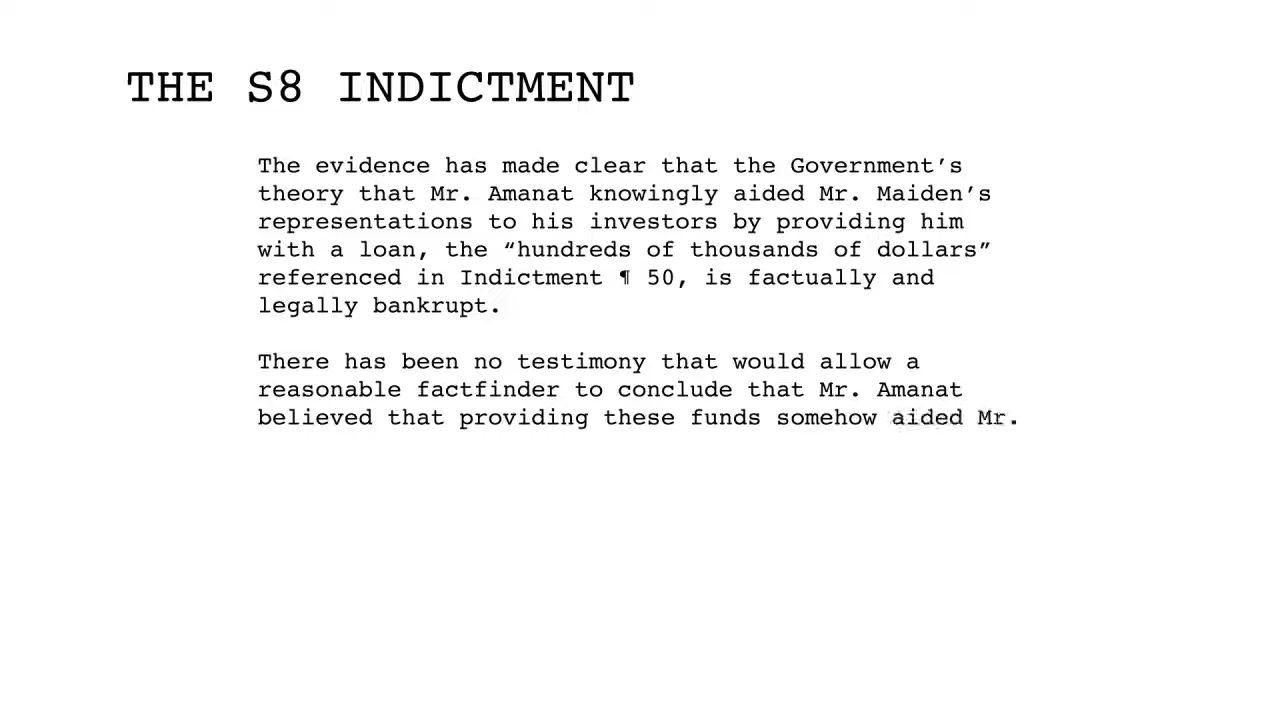 THE S8 INDICTMENT
The evidence has made clear that the Government’s
theory that Mr. Amanat knowingly aided Mr. Maiden’s
representations to his investors by providing him
with a loan, the “hundreds of thousands of dollars”
referenced in Indictment ¶ 50, is factually and
legally bankrupt.
There has been no testimony that would allow a
reasonable factfinder to conclude that Mr. Amanat
believed that providing these funds somehow aided Mr.